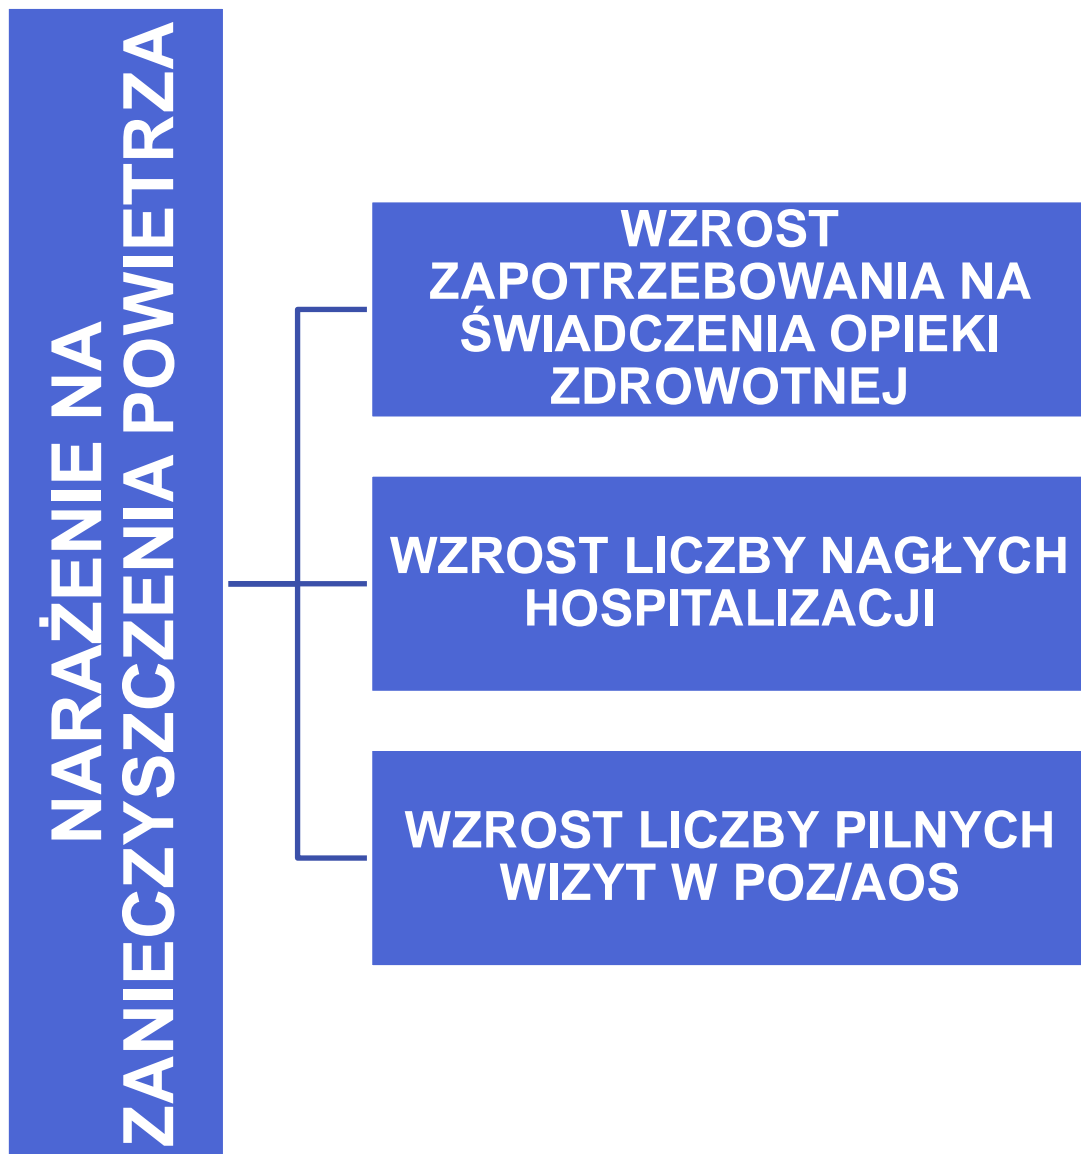 NARAŻENIE NA
ZANIECZYSZCZENIA POWIETRZA
WZROST
ZAPOTRZEBOWANIA NA
ŚWIADCZENIA OPIEKI
ZDROWOTNEJ
WZROST LICZBY NAGŁYCH
HOSPITALIZACJI
WZROST LICZBY PILNYCH
WIZYT W POZ/AOS